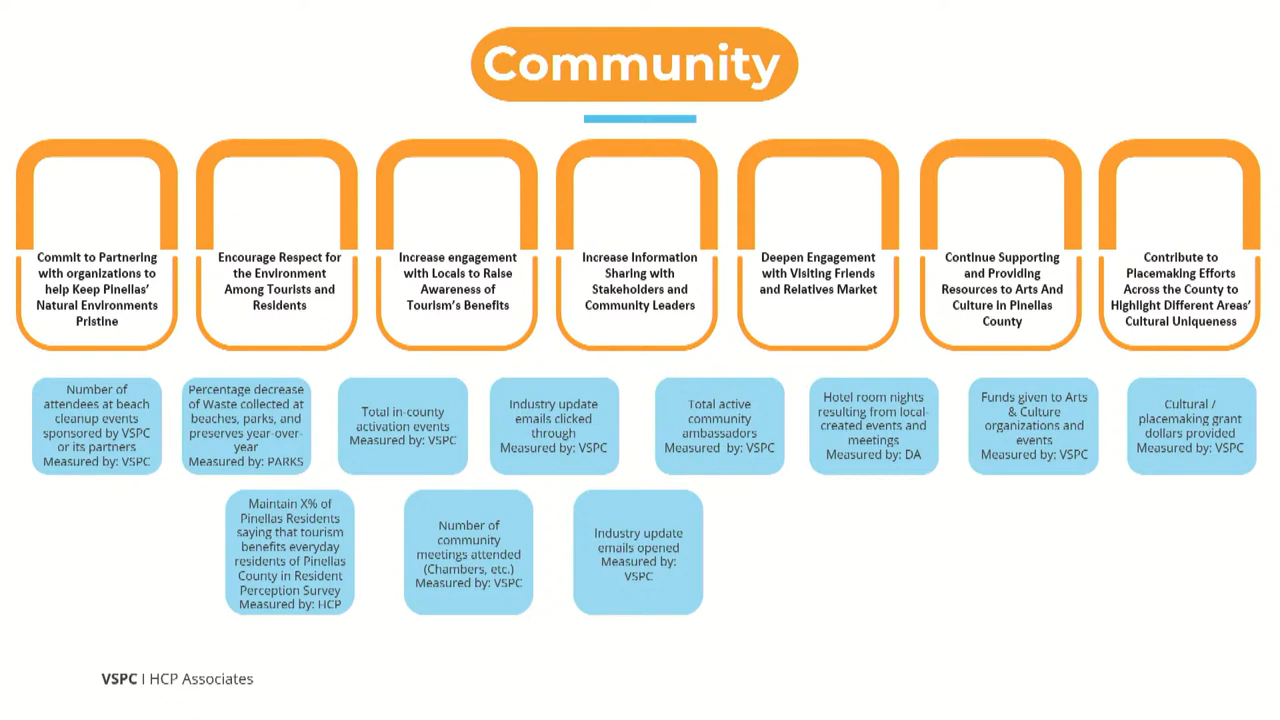 Community
Commit to Partnering
with organizations to
help Keep Pinellas'
Natural Environments
Pristine
Encourage Respect for
the Environment
Among Tourists and
Residents
Increase engagement
with Locals to Raise
Awareness of
Tourism's Benefits
Increase Information
Sharing with
Stakeholders and
Community Leaders
Deepen Engagement
with Visiting Friends
and Relatives Market
Continue Supporting
and Providing
Resources to Arts And
Culture in Pinellas
County
Contribute to
Placemaking Efforts
Across the County to
Highlight Different Areas'
Cultural Uniqueness
Number of
attendees at beach
cleanup events
sponsored by VSPC
or its partners
Measured by: VSPC
Percentage decrease
of Waste collected at
beaches, parks, and
preserves year-over-
year
Measured by: PARKS
Total in-county
activation events
Measured by: VSPC
Industry update
emails clicked
through
Measured by: VSPC
Total active
community
ambassadors
Measured by: VSPC
Hotel room nights
resulting from local-
created events and
meetings
Measured by: DA
Funds given to Arts
& Culture
organizations and
events
Measured by: VSPC
Cultural /
placemaking grant
dollars provided
Measured by: VSPC
Maintain X% of
Pinellas Residents
saying that tourism
benefits everyday
residents of Pinellas
County in Resident
Perception Survey
Measured by: HCP
Number of
community
meetings attended
(Chambers, etc.)
Measured by: VSPC
Industry update
emails opened
Measured by:
VSPC
VSPC | HCP Associates